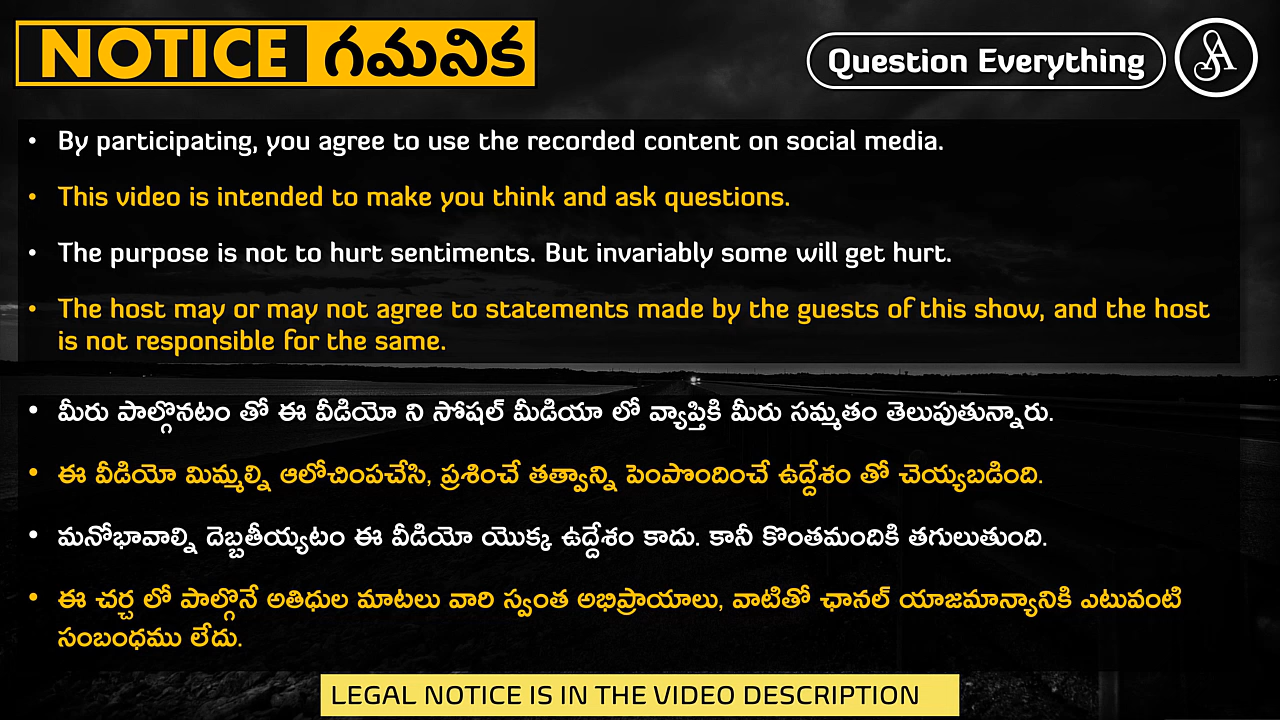 NOTICE గమనిక
Question Everything
• By participating, you agree to use the recorded content on social media.
• This video is intended to make you think and ask questions.
• The purpose is not to hurt sentiments. But invariably some will get hurt.
• The host may or may not agree to statements made by the guests of this show, and the host
is not responsible for the same.
• మీరు పాల్గొనటం తో ఈ వీడియో ని సోషల్ మీడియా లో వ్యాప్తికి మీరు సమ్మతం తెలుపుతున్నారు.
• ఈ వీడియో మిమ్మల్ని ఆలోచింపచేసి, ప్రశించే తత్వాన్ని పెంపొందించే ఉద్దేశం తో చెయ్యబడింది.
• మనోభావాల్ని దెబ్బతీయ్యటం ఈ వీడియో యొక్క ఉద్దేశం కాదు. కానీ కొంతమందికి తగులుతుంది.
• ఈ చర్చ లో పాల్గొనే అతిధుల మాటలు వారి స్వంత అభిప్రాయాలు, వాటితో ఛానల్ యాజమాన్యానికి ఎటువంటి
సంబంధము లేదు.
LEGAL NOTICE IS IN THE VIDEO DESCRIPTION